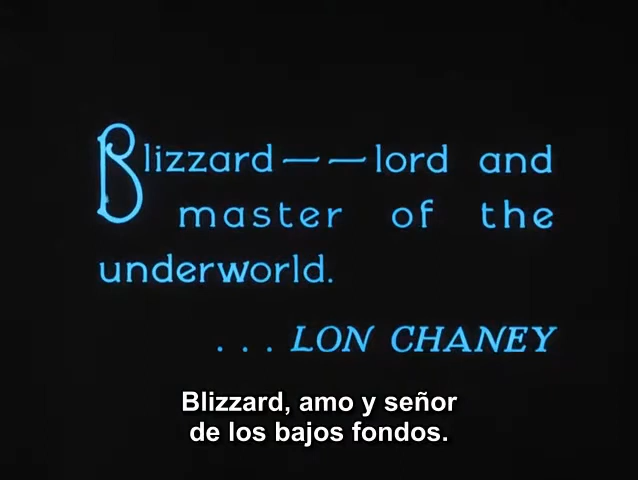 Blizzard——lord and
master of the
underworld.
... LON CHANEY
Blizzard, amo y señor
de los bajos fondos.